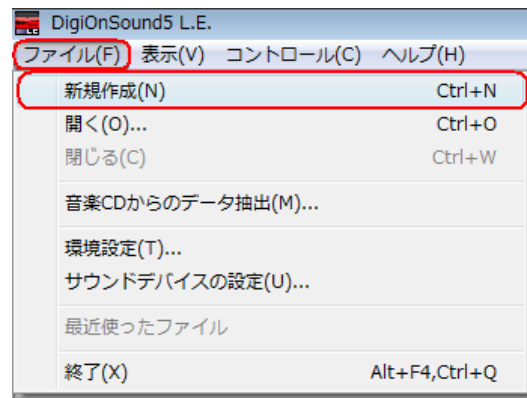 DigiOnSound5 L.E.
ファイル(F) 表示(V) コントロール(C) ヘルプ(H)
新規作成(N) Ctrl+N
開く(O)... Ctrl+O
閉じる(C) Ctrl+W
音楽CDからのデータ抽出(M)...
環境設定(T)...
サウンドデバイスの設定(U)...
最近使ったファイル
終了(X) Alt+F4,Ctrl+Q